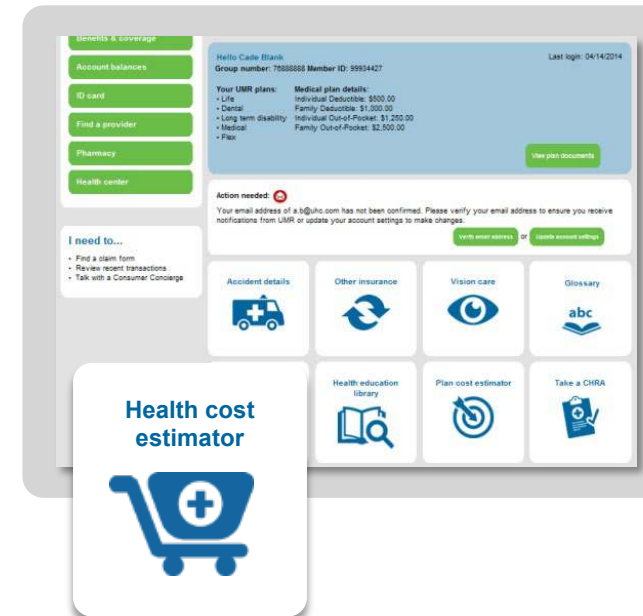 Benefits & coverage
Account balances
ID card
Find a provider
Pharmacy
Health center
I need to...
• Find a claim form
• Review recent transactions
• Talk with a Consumer Concierge
Hello Cade Blank
Last login: 04/14/2014
Group number: 76888888 Member ID: 99934427
Your UMR plans:
• Life
• Dental
• Long term disability
• Medical
• Flex
Medical plan details:
Individual Deductible: $500.00
Family Deductible: $1,000.00
Individual Out-of-Pocket: $1,250.00
Family Out-of-Pocket: $2,500.00
View plan documents
Action needed:
Your email address of a.b@uhc.com has not been confirmed. Please verify your email address to ensure you receive
notifications from UMR or update your account settings to make changes.
Verify email address or Update account settings
Accident details
Other insurance
Vision care
Glossary
abc
Health education
library
Plan cost estimator
Take a CHRA
Health cost
estimator